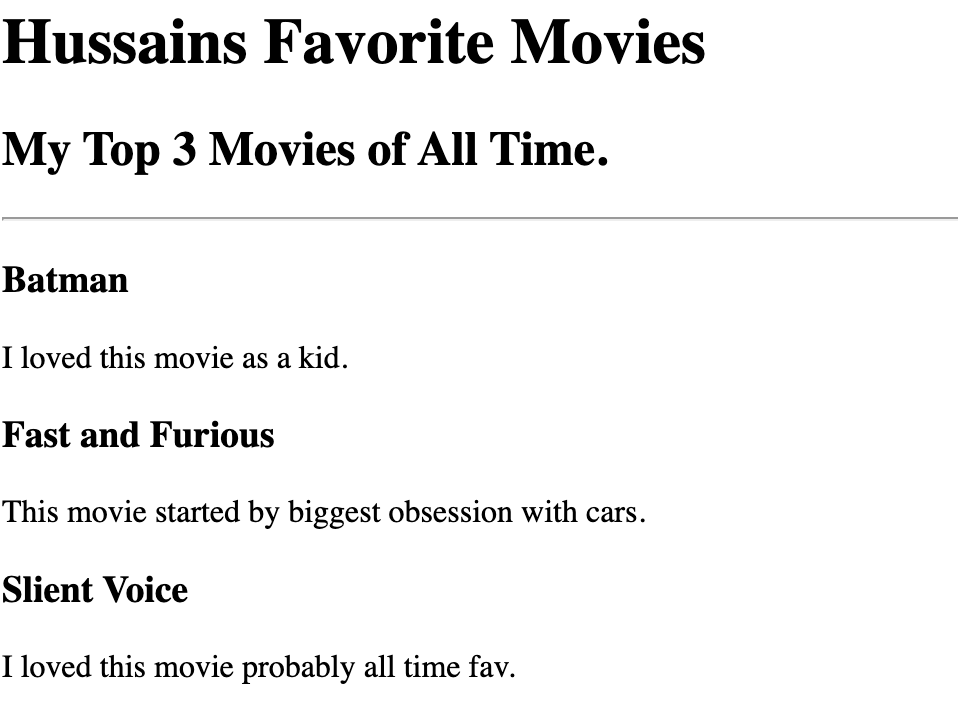 Hussains Favorite Movies
My Top 3 Movies of All Time.
Batman
I loved this movie as a kid.
Fast and Furious
This movie started by biggest obsession with cars.
Slient Voice
I loved this movie probably all time fav.